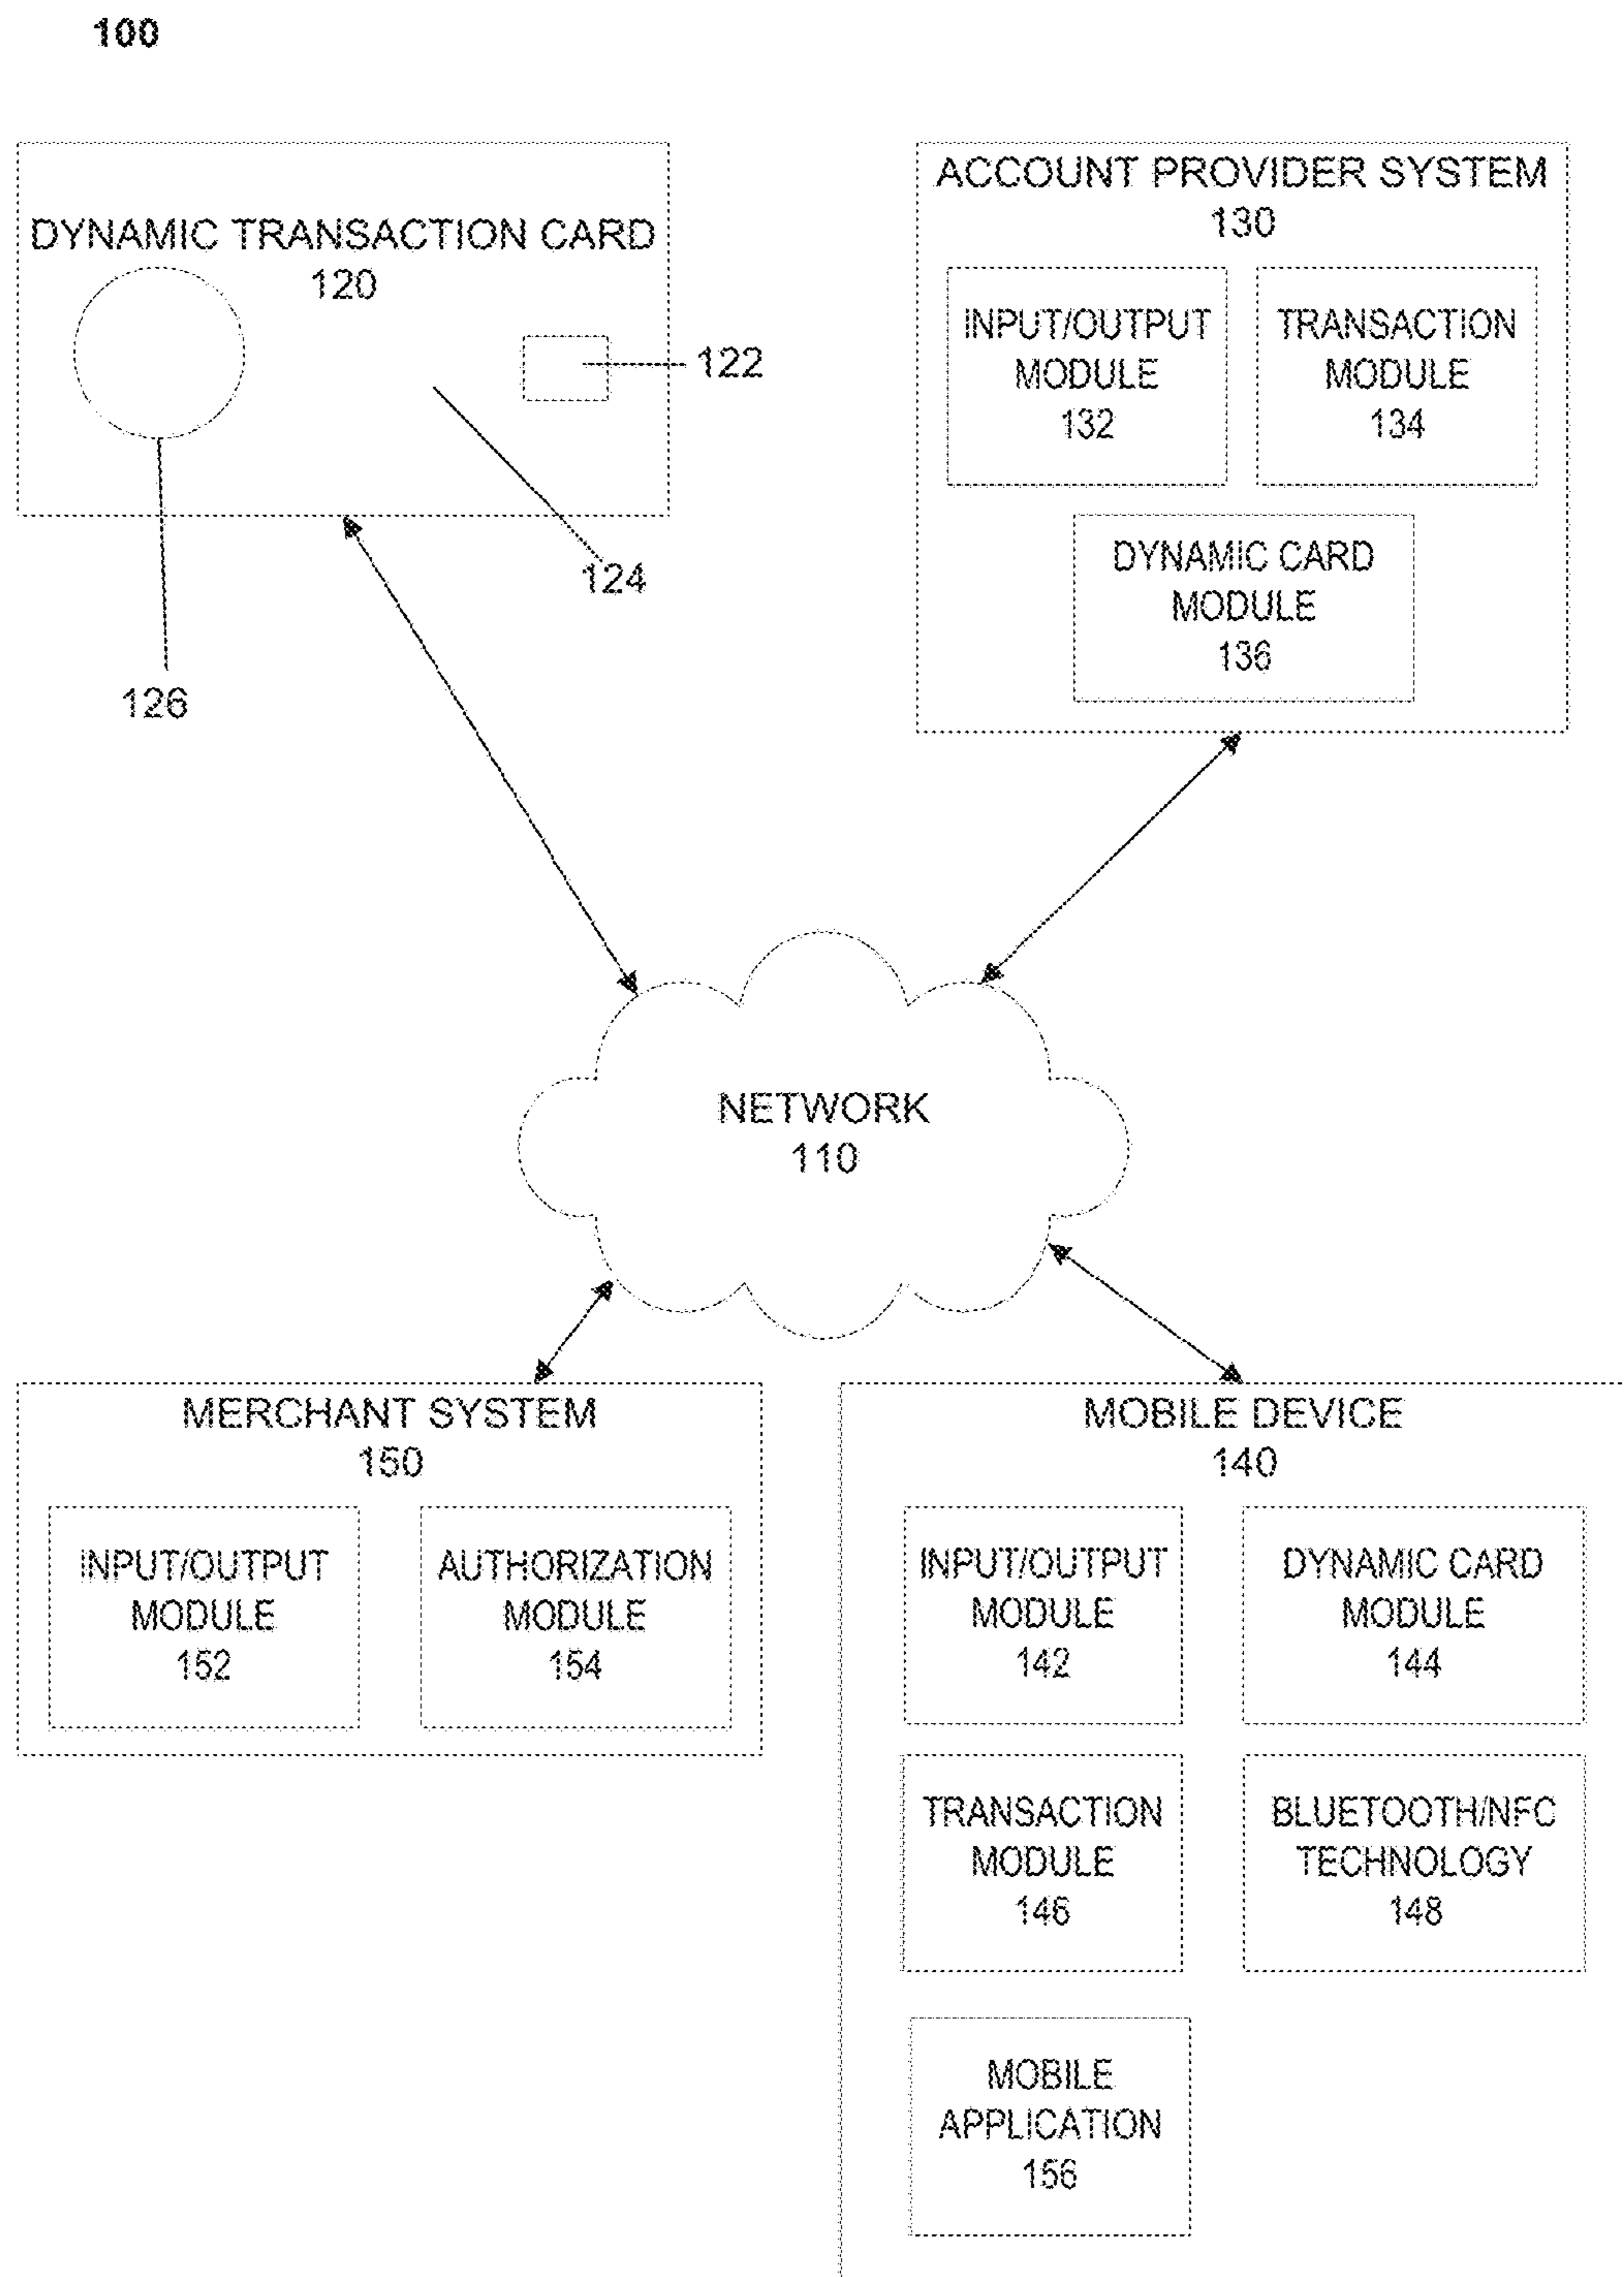 100
DYNAMIC TRANSACTION CARD
120
122
124
126
ACCOUNT PROVIDER SYSTEM
130
INPUT/OUTPUT
MODULE
132
TRANSACTION
MODULE
134
DYNAMIC CARD
MODULE
136
NETWORK
110
MERCHANT SYSTEM
150
INPUT/OUTPUT
MODULE
152
AUTHORIZATION
MODULE
154
MOBILE DEVICE
140
INPUT/OUTPUT
MODULE
142
DYNAMIC CARD
MODULE
144
TRANSACTION
MODULE
146
BLUETOOTH/NFC
TECHNOLOGY
148
MOBILE
APPLICATION
156